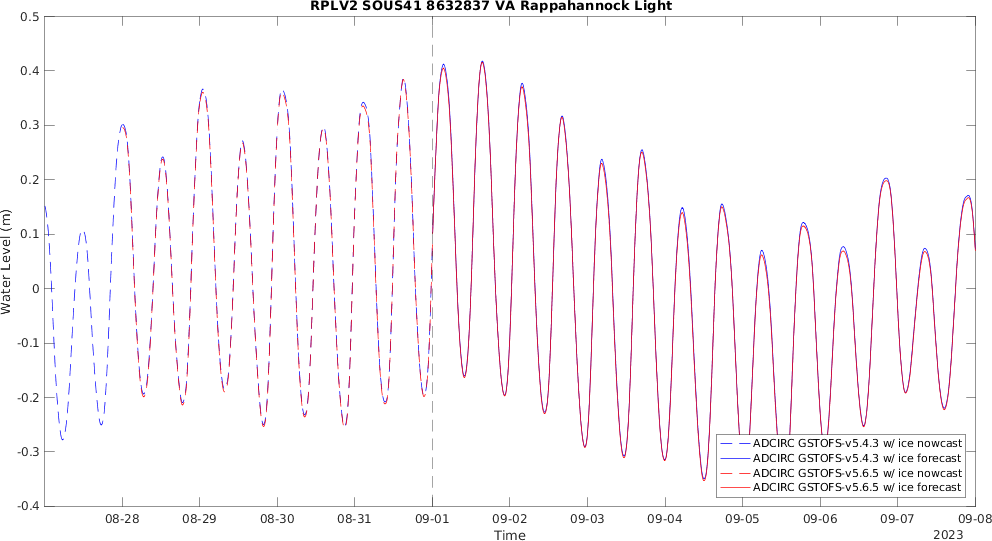 RPLV2 SOUS41 8632837 VA Rappahannock Light
0.5
0.4
0.3
0.2
0.1
0
-0.1
-0.2
-0.3
-0.4
Water Level (m)
ADCIRC GSTOFS-v5.4.3 w/ ice nowcast
ADCIRC GSTOFS-v5.4.3 w/ ice forecast
ADCIRC GSTOFS-v5.6.5 w/ ice nowcast
ADCIRC GSTOFS-v5.6.5 w/ ice forecast
08-28 08-29 08-30 08-31 09-01 09-02 09-03 09-04 09-05 09-06 09-07 09-08
Time
2023